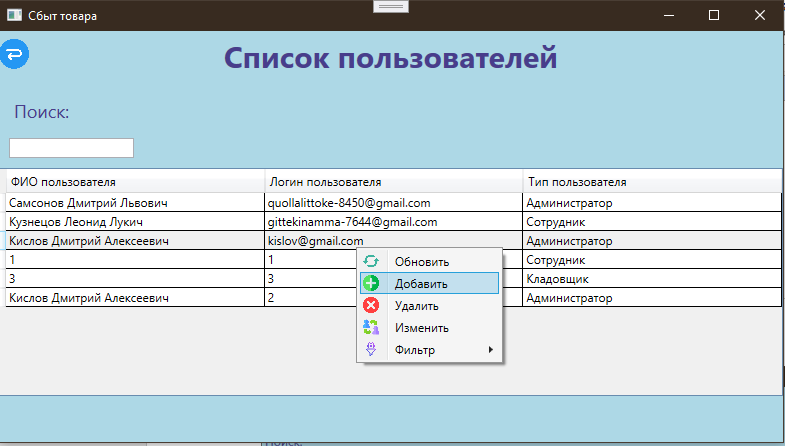 Сбыт товара
Список пользователей
Поиск:
ФИО пользователя Логин пользователя Тип пользователя
Самсонов Дмитрий Львович quollalittoke-8450@gmail.com Администратор
Кузнецов Леонид Лукич gittekinamma-7644@gmail.com Сотрудник
Кислов Дмитрий Алексеевич kislov@gmail.com Администратор
1 1 Сотрудник
3 3 Кладовщик
Кислов Дмитрий Алексеевич 2 Администратор
Обновить
Добавить
Удалить
Изменить
Фильтр